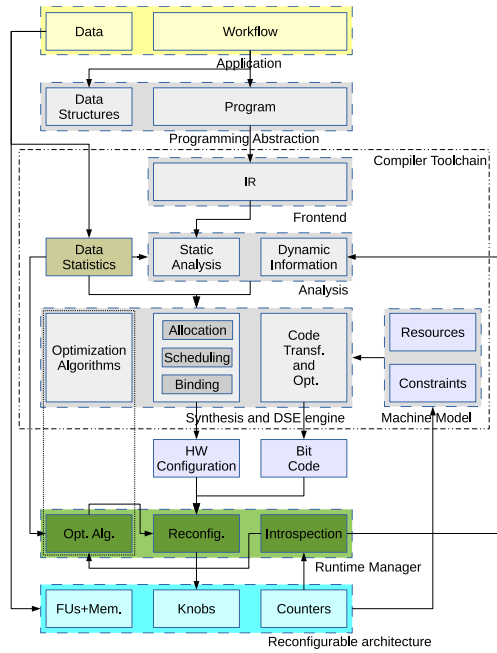 Data
Workflow
Application
Data
Structures
Program
Programming Abstraction
Compiler Toolchain
IR
Frontend
Data
Statistics
Static
Analysis
Dynamic
Information
Analysis
Optimization
Algorithms
Allocation
Scheduling
Binding
Code
Transf.
and
Opt.
Resources
Constraints
Synthesis and DSE engine
Machine Model
HW
Configuration
Bit
Code
Opt. Alg.
Reconfig.
Introspection
Runtime Manager
FUs+Mem.
Knobs
Counters
Reconfigurable architecture